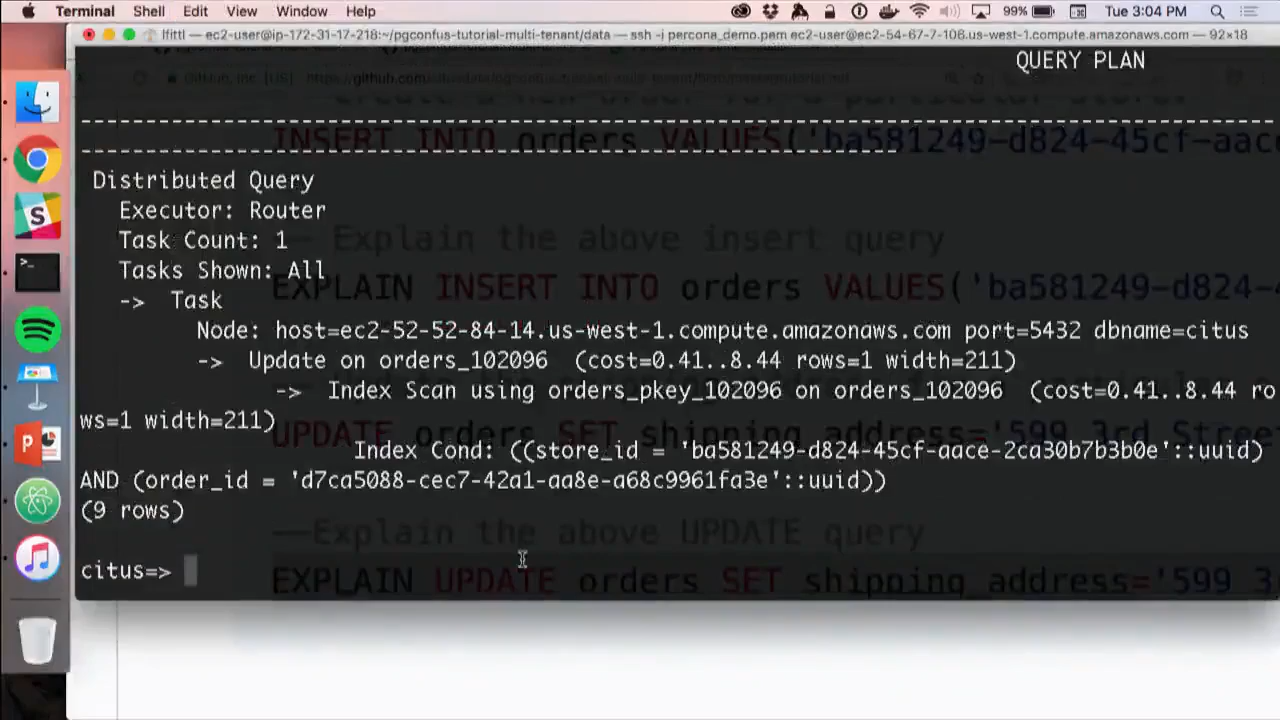 Terminal Shell Edit View Window Help 99% Tue 3:04 PM
lfittl — ec2-user@ip-172-31-17-218:~/pgconfus-tutorial-multi-tenant/data — ssh -i percona_demo.pem ec2-user@ec2-54-67-7-106.us-west-1.compute.amazonaws.com — 92×18
QUERY PLAN
INSERT INTO orders VALUES('ba581249-d824-45cf-aace
Distributed Query
Executor: Router
Task Count: 1
-- Explain the above insert query
Tasks Shown: All
EXPLAIN INSERT INTO orders VALUES('ba581249-d824-4
-> Task
Node: host=ec2-52-52-84-14.us-west-1.compute.amazonaws.com port=5432 dbname=citus
-> Update on orders_102096 (cost=0.41..8.44 rows=1 width=211)
-> Index Scan using orders_pkey_102096 on orders_102096 (cost=0.41..8.44 ro
ws=1 width=211)
UPDATE orders SET shipping_address='599 3rd Street
Index Cond: ((store_id = 'ba581249-d824-45cf-aace-2ca30b7b3b0e'::uuid)
AND (order_id = 'd7ca5088-cec7-42a1-aa8e-a68c9961fa3e'::uuid))
(9 rows)
--Explain the above UPDATE query
citus=>
EXPLAIN UPDATE orders SET shipping_address='599 3